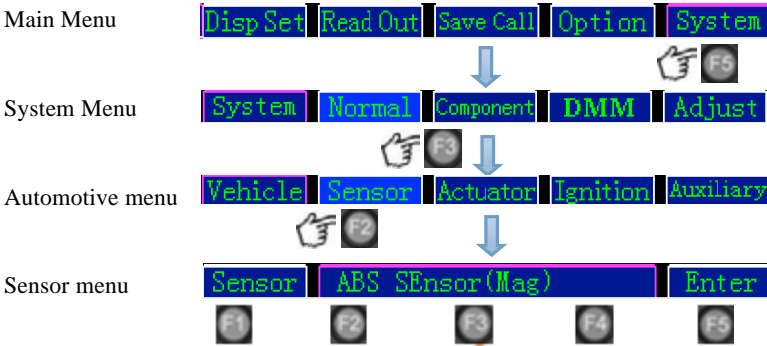 Main Menu Disp Set Read Out Save Call Option System
F5
System Menu System Normal Component DMM Adjust
F3
Automotive menu Vehicle Sensor Actuator Ignition Auxiliary
F2
Sensor menu Sensor ABS SEnsor(Mag) Enter
F1 F2 F3 F4 F5